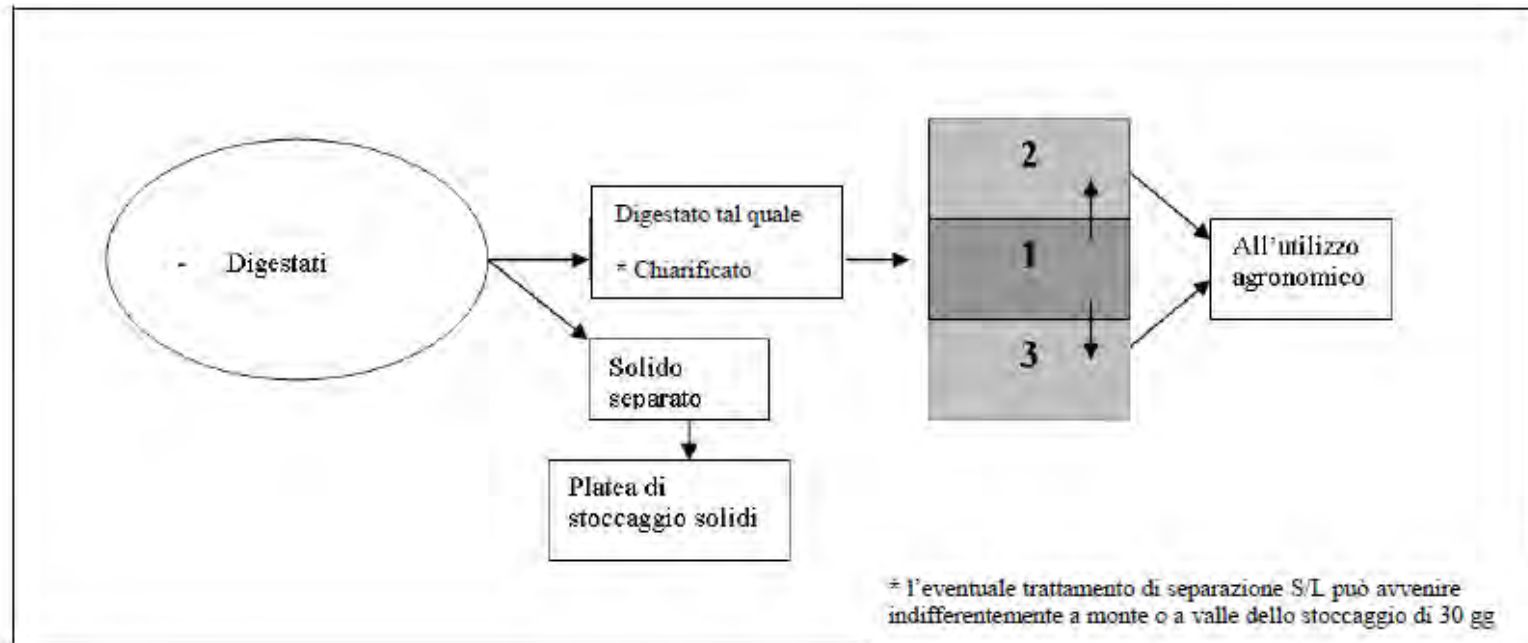 - Digestati
Digestato tal quale
* Chiarificato
Solido
separato
Platea di
stoccaggio solidi
2
1
3
All'utilizzo
agronomico
* l'eventuale trattamento di separazione S/L può avvenire
indifferentemente a monte o a valle dello stoccaggio di 30 gg